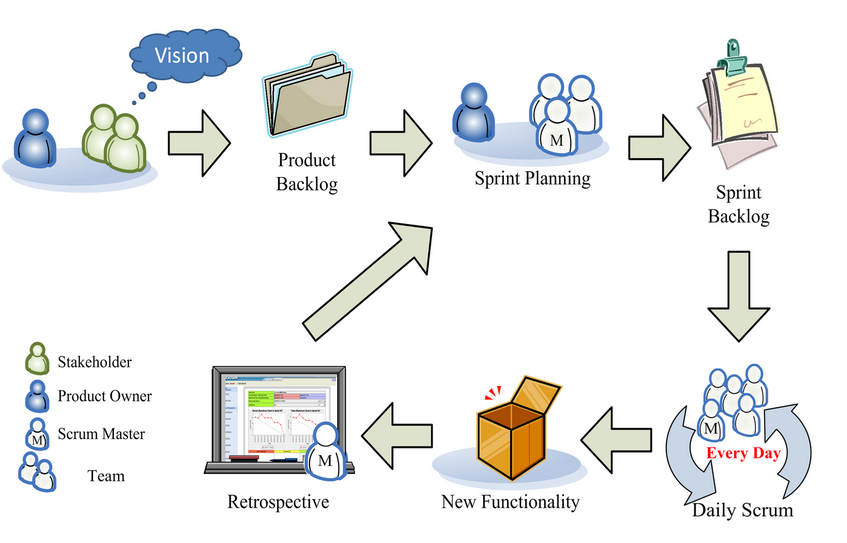 Vision
Product
Backlog
M
Sprint Planning
Sprint
Backlog
Stakeholder
Product Owner
M
Scrum Master
Team
M
Retrospective
New Functionality
M
Every Day
Daily Scrum